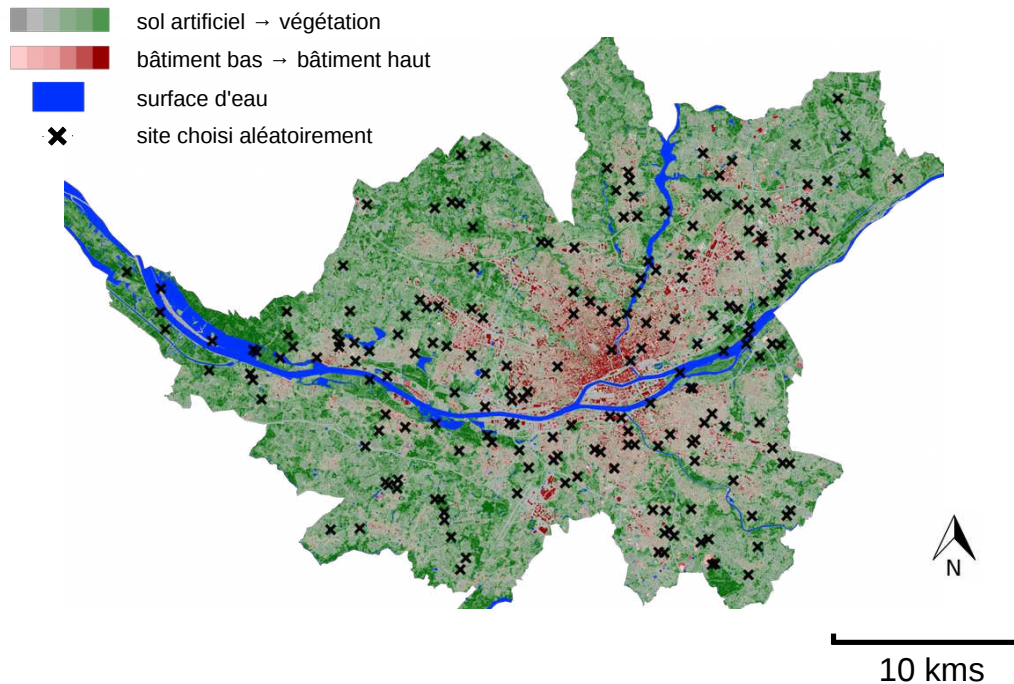 sol artificiel → végétation
bâtiment bas → bâtiment haut
surface d'eau
site choisi aléatoirement
N
10 kms